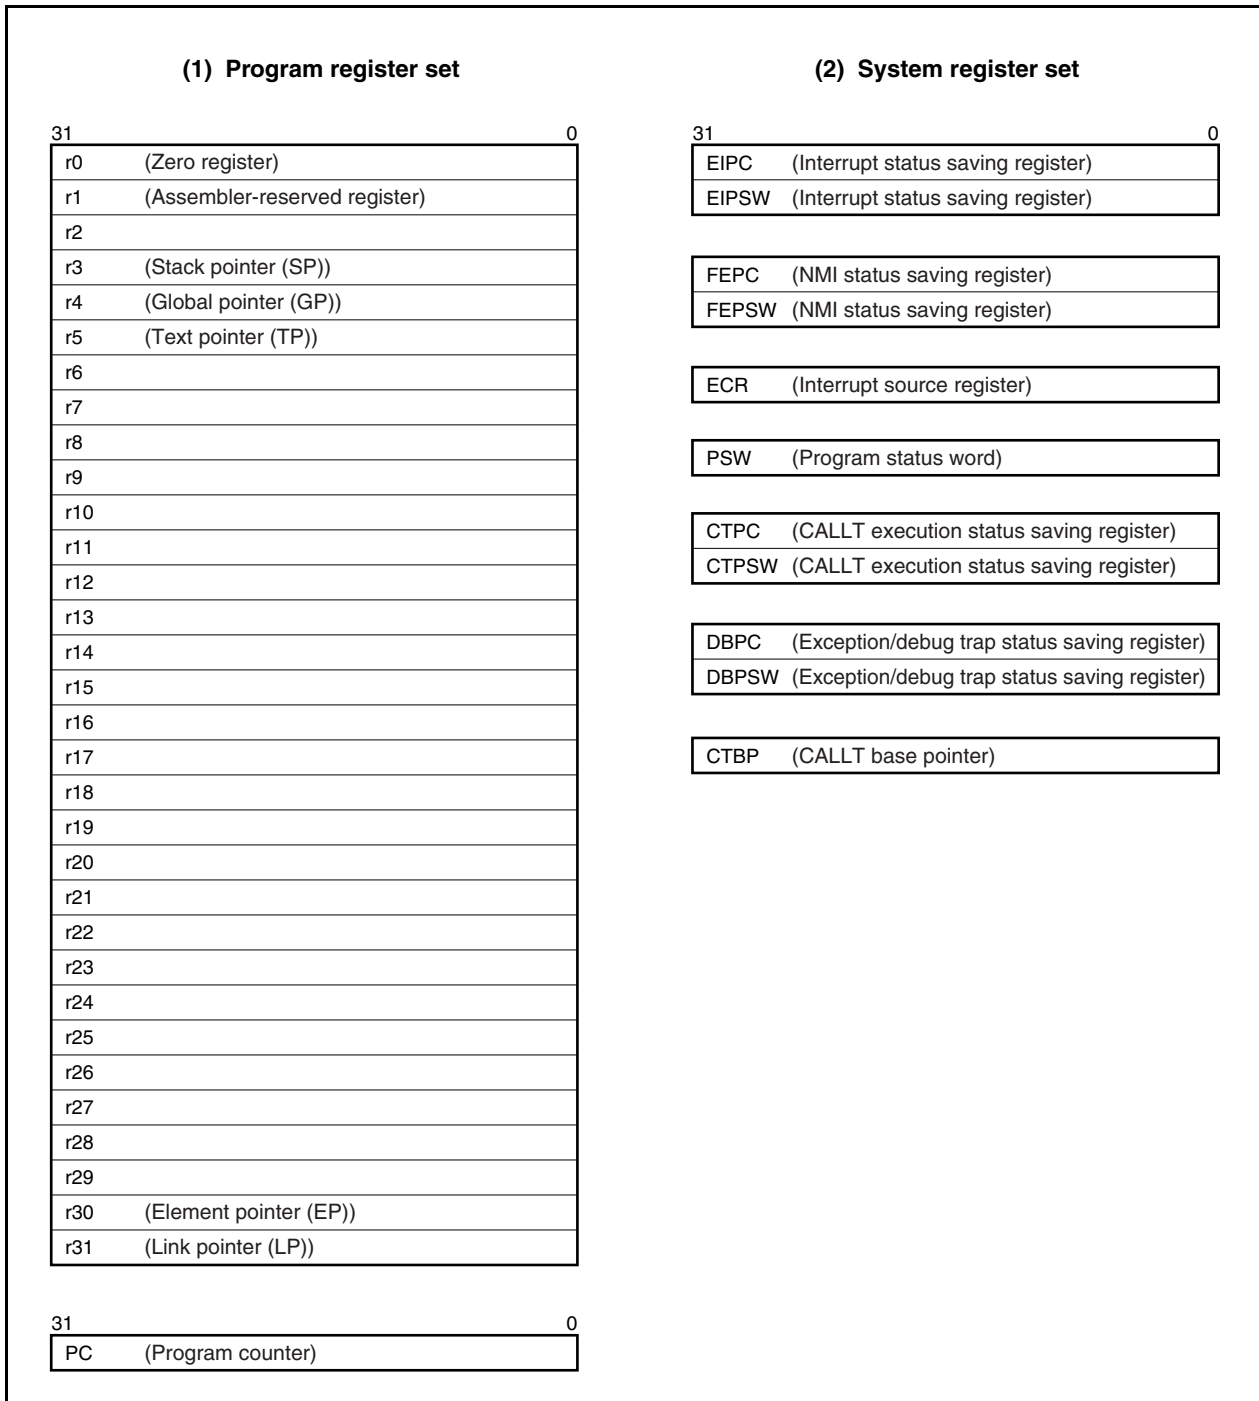 (1) Program register set
31 0
r0 (Zero register)
r1 (Assembler-reserved register)
r2
r3 (Stack pointer (SP))
r4 (Global pointer (GP))
r5 (Text pointer (TP))
r6
r7
r8
r9
r10
r11
r12
r13
r14
r15
r16
r17
r18
r19
r20
r21
r22
r23
r24
r25
r26
r27
r28
r29
r30 (Element pointer (EP))
r31 (Link pointer (LP))
31 0
PC (Program counter)
(2) System register set
31 0
EIPC (Interrupt status saving register)
EIPSW (Interrupt status saving register)
FEPC (NMI status saving register)
FEPSW (NMI status saving register)
ECR (Interrupt source register)
PSW (Program status word)
CTPC (CALLT execution status saving register)
CTPSW (CALLT execution status saving register)
DBPC (Exception/debug trap status saving register)
DBPSW (Exception/debug trap status saving register)
CTBP (CALLT base pointer)